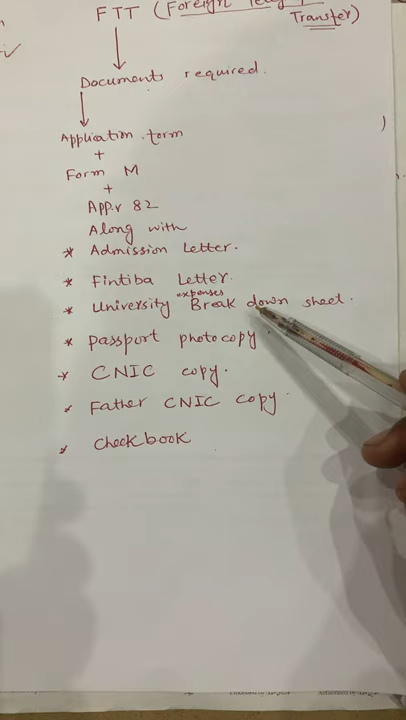 FTT (Foreign
Transfer)
Documents required.
Application form
+
Form M
+
App.v 82
Along with
* Admission Letter.
* Fintiba Letter.
expenses
* University Break down sheet.
* Passport photocopy.
* CNIC copy.
* Father CNIC copy.
* Checkbook